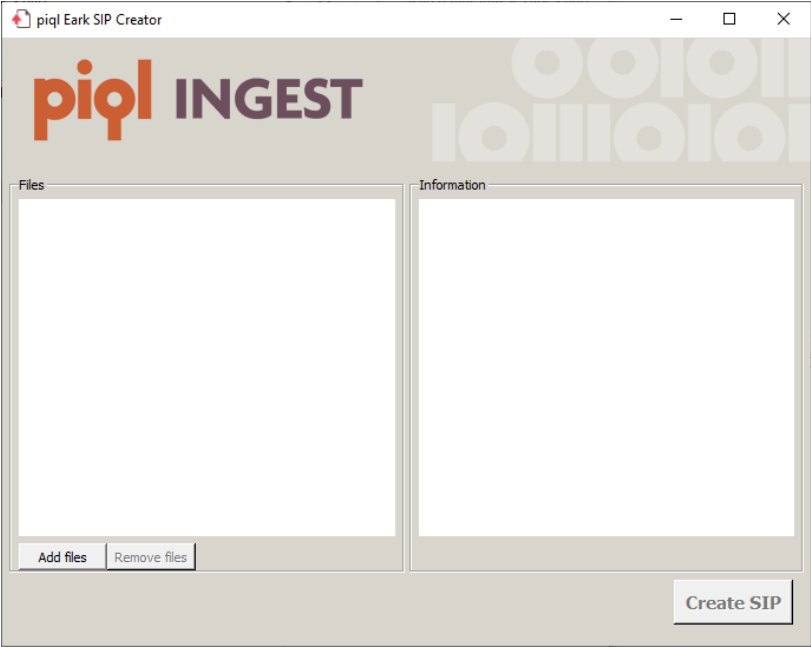 piql Eark SIP Creator
piql INGEST
Files
Information
Add files
Remove files
Create SIP